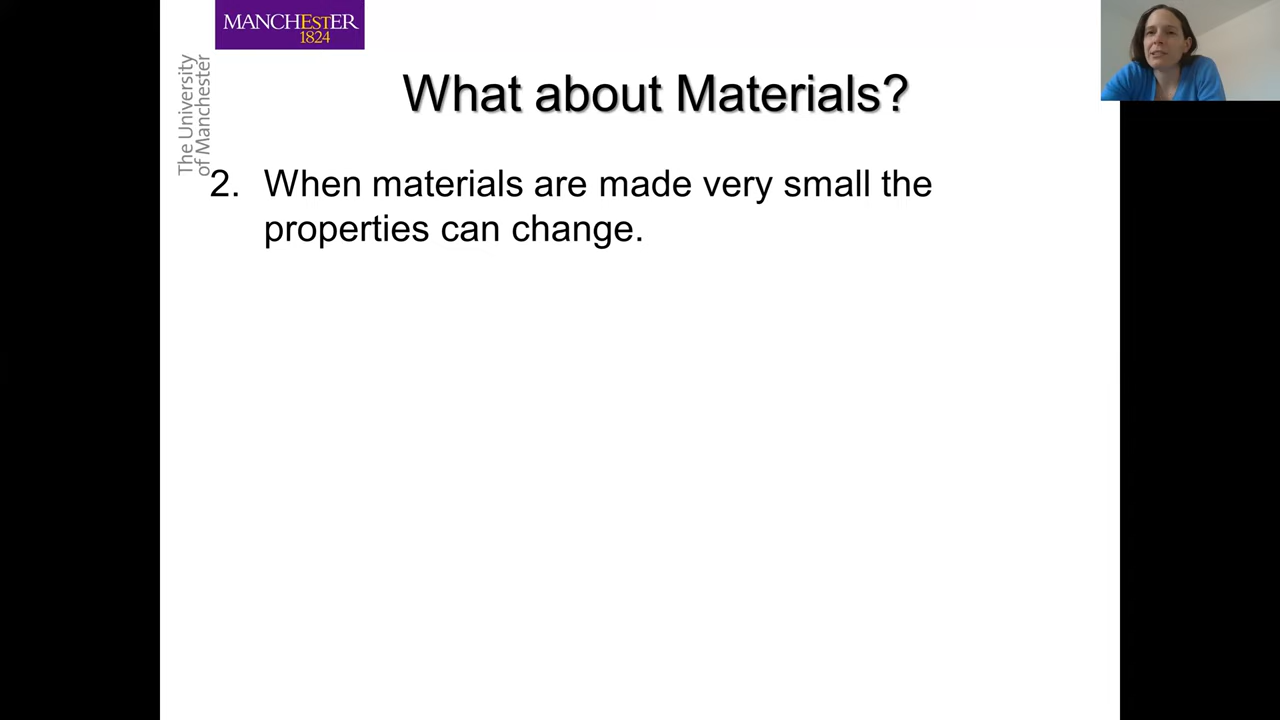 MANCHESTER
1824
The University
of Manchester
What about Materials?
2. When materials are made very small the
properties can change.